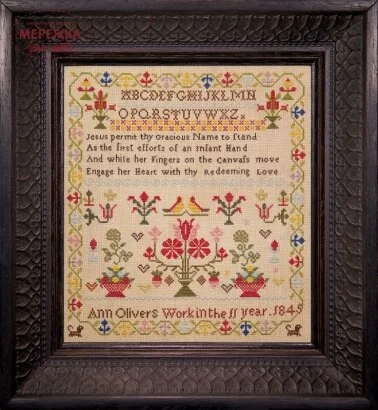 МЕРЕЖКА
ABCDEFGHIJKLMN
OPQRSTUVWXZ.
Jesus permit thy Gracious Name to stand
As the first efforts of an infant Hand
And while her Fingers on the Canvass move
Engage her Heart with thy Redeeming Love
Ann Olivers Work in the 11 year. 1845